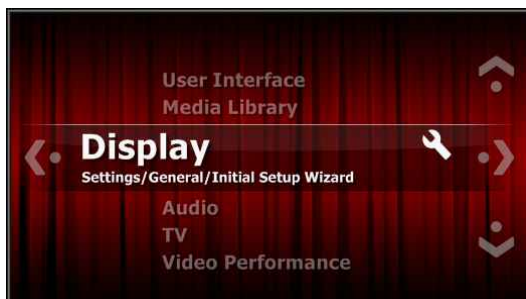 User Interface
Media Library
Display
Settings/General/Initial Setup Wizard
Audio
TV
Video Performance